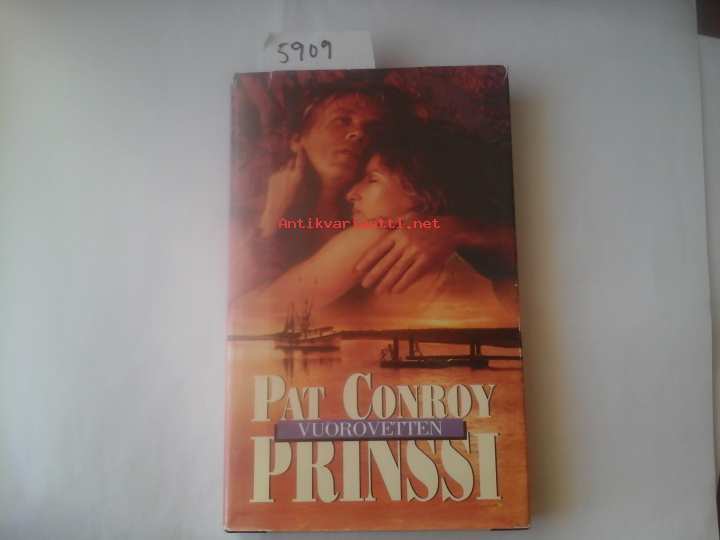 5909
Antikvariaatti.net
PAT CONROY
VUOROVETTEN
PRINSSI